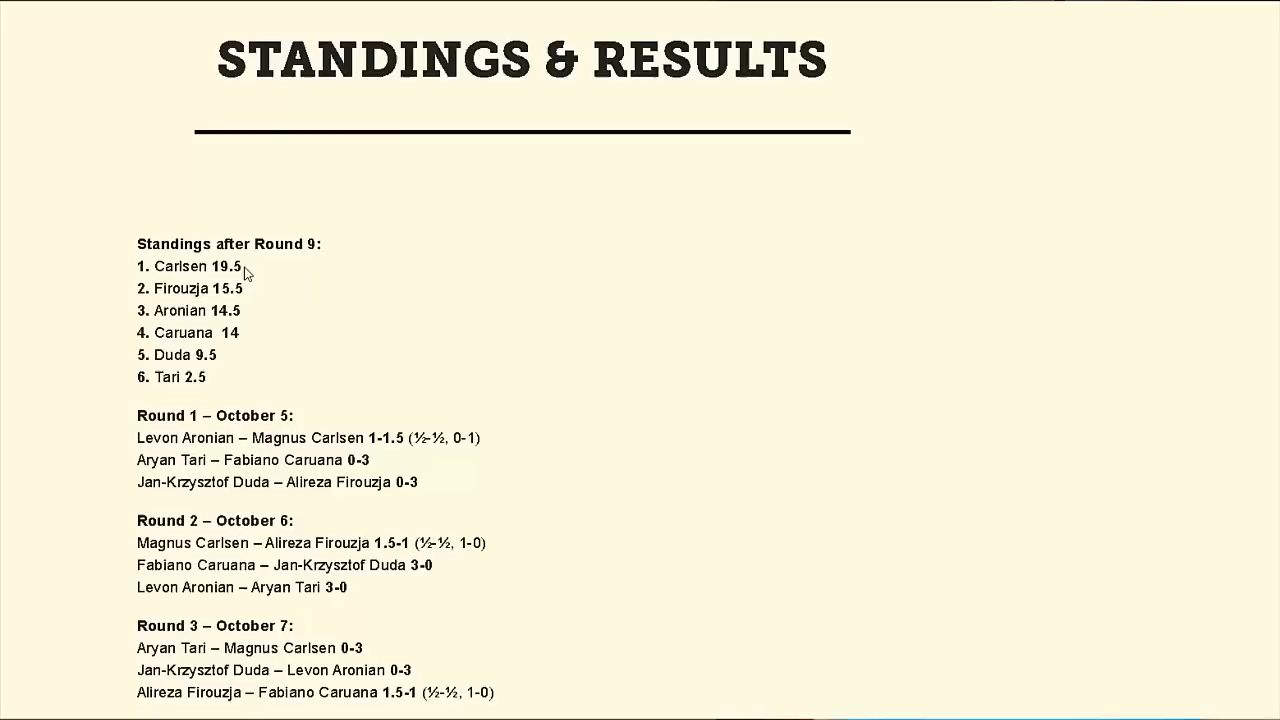 STANDINGS & RESULTS
Standings after Round 9:
1. Carlsen 19.5
2. Firouzja 15.5
3. Aronian 14.5
4. Caruana  14
5. Duda 9.5
6. Tari 2.5
Round 1 – October 5:
Levon Aronian – Magnus Carlsen 1-1.5 (½-½, 0-1)
Aryan Tari – Fabiano Caruana 0-3
Jan-Krzysztof Duda – Alireza Firouzja 0-3
Round 2 – October 6:
Magnus Carlsen – Alireza Firouzja 1.5-1 (½-½, 1-0)
Fabiano Caruana – Jan-Krzysztof Duda 3-0
Levon Aronian – Aryan Tari 3-0
Round 3 – October 7:
Aryan Tari – Magnus Carlsen 0-3
Jan-Krzysztof Duda – Levon Aronian 0-3
Alireza Firouzja – Fabiano Caruana 1.5-1 (½-½, 1-0)